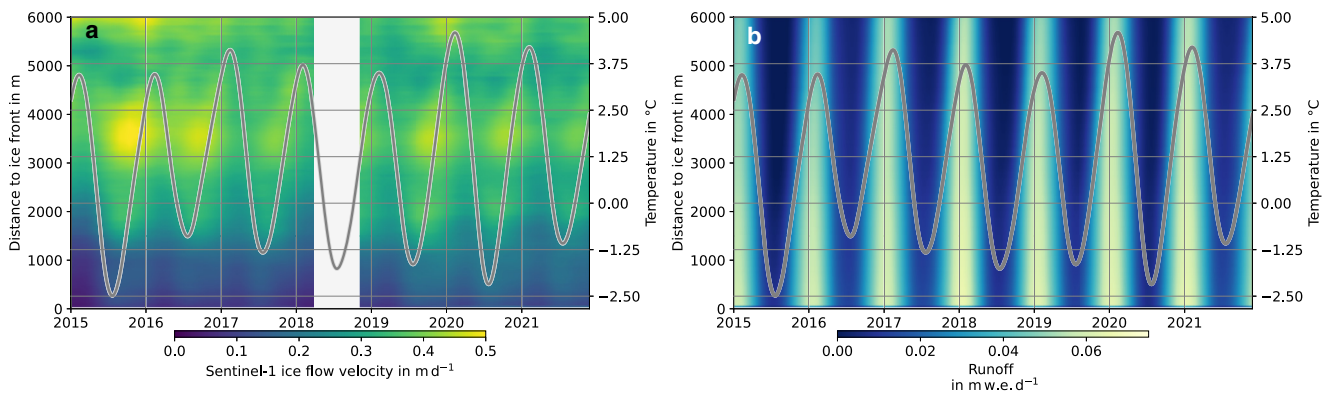 a
Distance to ice front in m
6000
5000
4000
3000
2000
1000
0
5.00
3.75
2.50
1.25
0.00
−1.25
−2.50
Temperature in °C
2015 2016 2017 2018 2019 2020 2021
0.0 0.1 0.2 0.3 0.4 0.5
Sentinel-1 ice flow velocity in m d⁻¹
b
Distance to ice front in m
6000
5000
4000
3000
2000
1000
0
5.00
3.75
2.50
1.25
0.00
−1.25
−2.50
Temperature in °C
2015 2016 2017 2018 2019 2020 2021
0.00 0.02 0.04 0.06
Runoff
in m w.e. d⁻¹